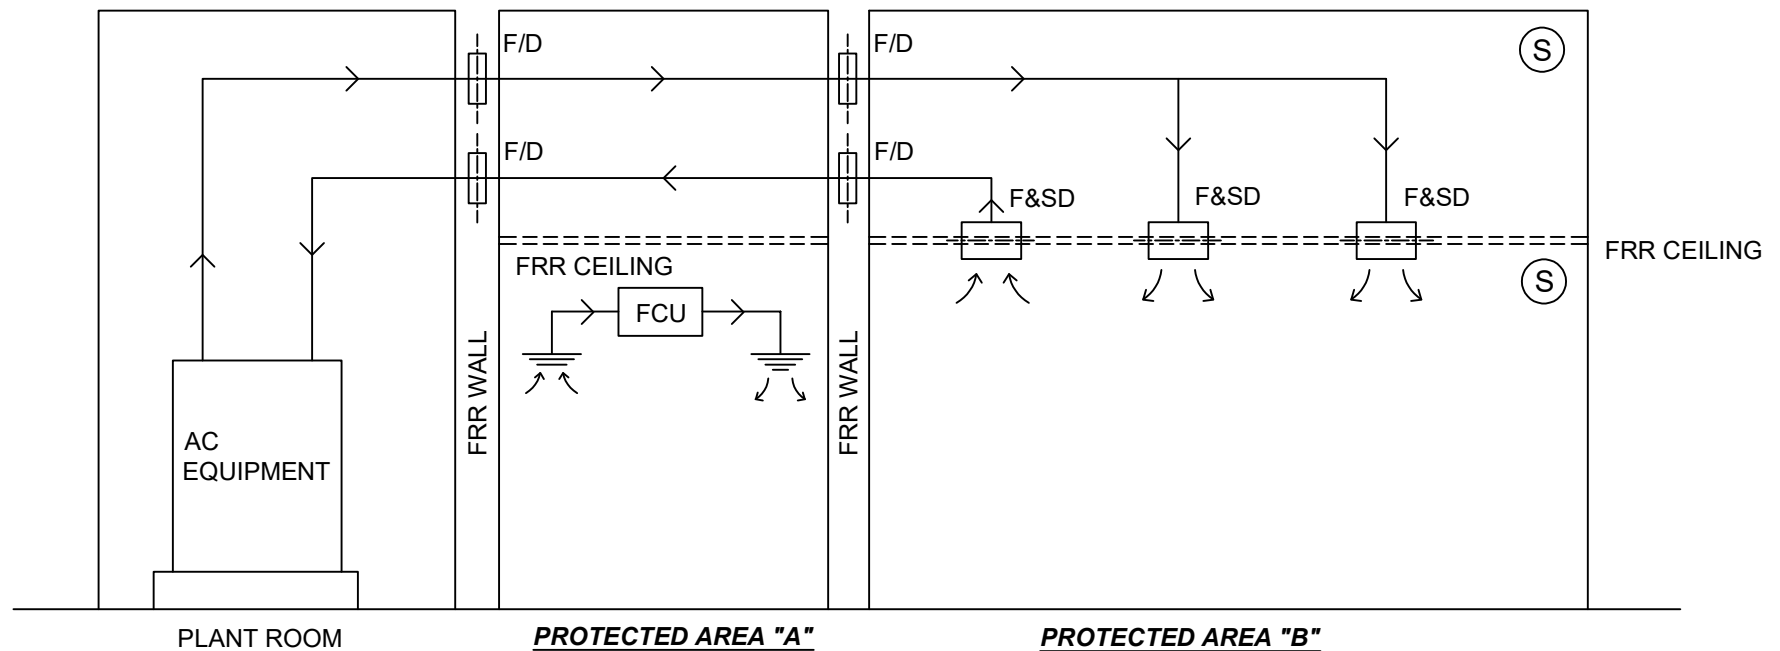 F/D
F/D
S
F/D
F/D
F&SD
F&SD
F&SD
FRR CEILING
FRR CEILING
S
FCU
FRR WALL
FRR WALL
AC
EQUIPMENT
PLANT ROOM
PROTECTED AREA "A"
PROTECTED AREA "B"